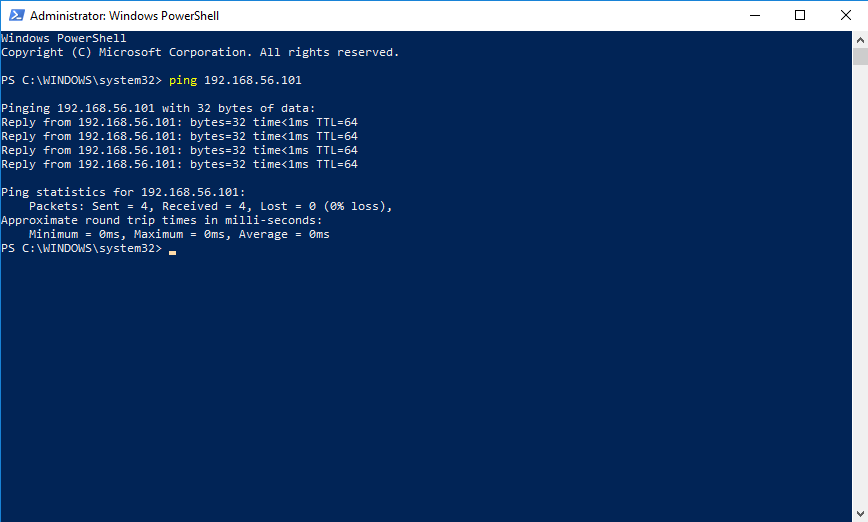 Administrator: Windows PowerShell
Windows PowerShell
Copyright (C) Microsoft Corporation. All rights reserved.
PS C:\WINDOWS\system32> ping 192.168.56.101
Pinging 192.168.56.101 with 32 bytes of data:
Reply from 192.168.56.101: bytes=32 time<1ms TTL=64
Reply from 192.168.56.101: bytes=32 time<1ms TTL=64
Reply from 192.168.56.101: bytes=32 time<1ms TTL=64
Reply from 192.168.56.101: bytes=32 time<1ms TTL=64
Ping statistics for 192.168.56.101:
    Packets: Sent = 4, Received = 4, Lost = 0 (0% loss),
Approximate round trip times in milli-seconds:
    Minimum = 0ms, Maximum = 0ms, Average = 0ms
PS C:\WINDOWS\system32>